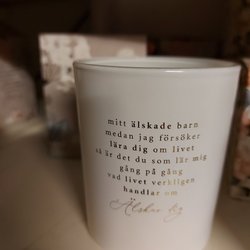 mitt älskade barn
medan jag försöker
lära dig om livet
så är det du som lär mig
gång på gång
vad livet verkligen
handlar om
Älskar dig